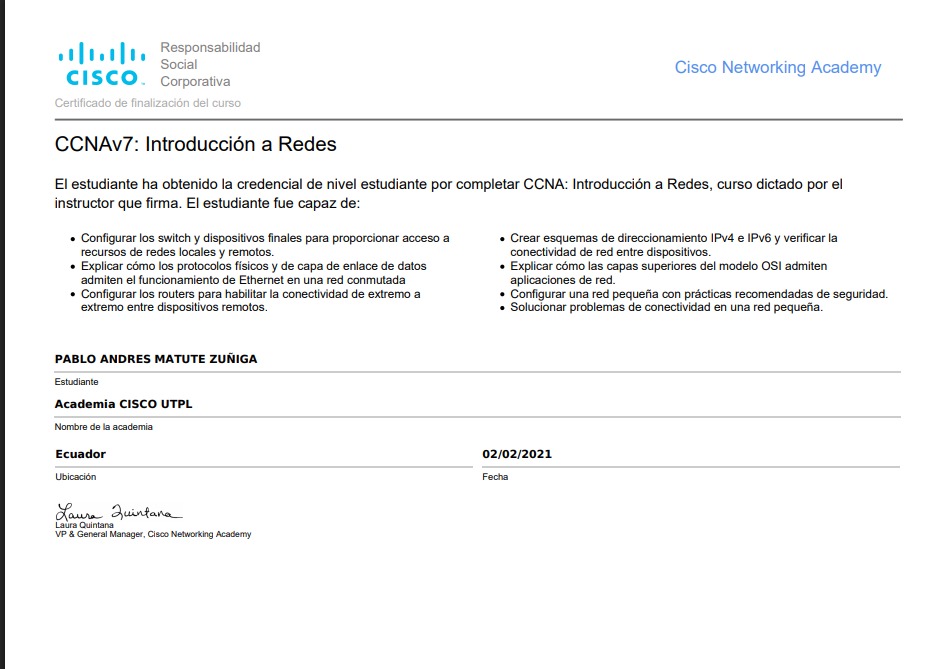 CISCO
Responsabilidad
Social
Corporativa
Cisco Networking Academy
Certificado de finalización del curso
CCNAv7: Introducción a Redes
El estudiante ha obtenido la credencial de nivel estudiante por completar CCNA: Introducción a Redes, curso dictado por el
instructor que firma. El estudiante fue capaz de:
• Configurar los switch y dispositivos finales para proporcionar acceso a
recursos de redes locales y remotos.
• Explicar cómo los protocolos físicos y de capa de enlace de datos
admiten el funcionamiento de Ethernet en una red conmutada
• Configurar los routers para habilitar la conectividad de extremo a
extremo entre dispositivos remotos.
• Crear esquemas de direccionamiento IPv4 e IPv6 y verificar la
conectividad de red entre dispositivos.
• Explicar cómo las capas superiores del modelo OSI admiten
aplicaciones de red.
• Configurar una red pequeña con prácticas recomendadas de seguridad.
• Solucionar problemas de conectividad en una red pequeña.
PABLO ANDRES MATUTE ZUÑIGA
Estudiante
Academia CISCO UTPL
Nombre de la academia
Ecuador
Ubicación
02/02/2021
Fecha
Laura Quintana
Laura Quintana
VP & General Manager, Cisco Networking Academy